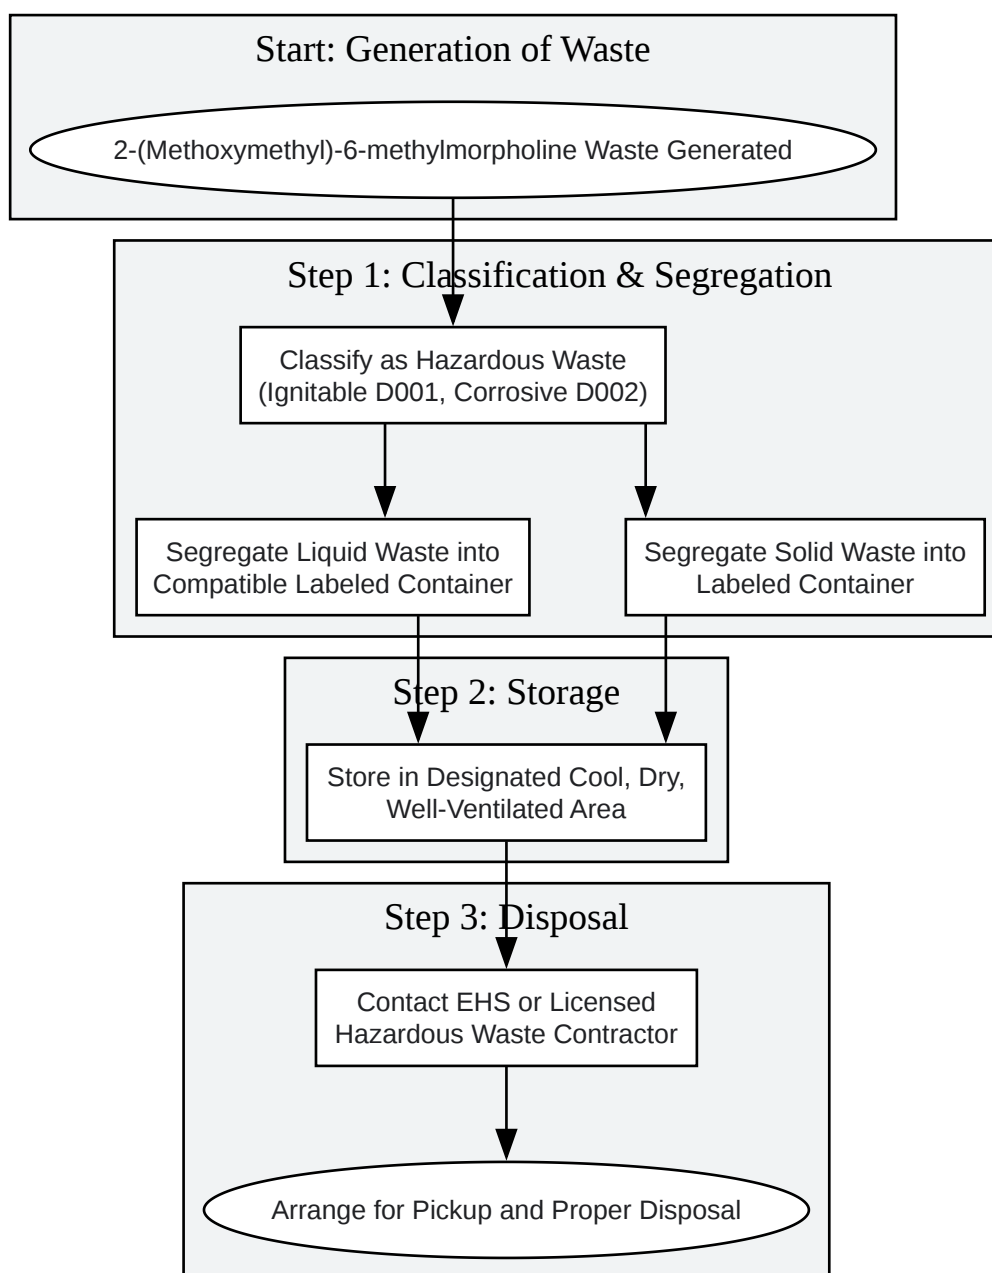 Start: Generation of Waste
2-(Methoxymethyl)-6-methylmorpholine Waste Generated
Step 1: Classification & Segregation
Classify as Hazardous Waste
(Ignitable D001, Corrosive D002)
Segregate Liquid Waste into
Compatible Labeled Container
Segregate Solid Waste into
Labeled Container
Step 2: Storage
Store in Designated Cool, Dry,
Well-Ventilated Area
Step 3: Disposal
Contact EHS or Licensed
Hazardous Waste Contractor
Arrange for Pickup and Proper Disposal